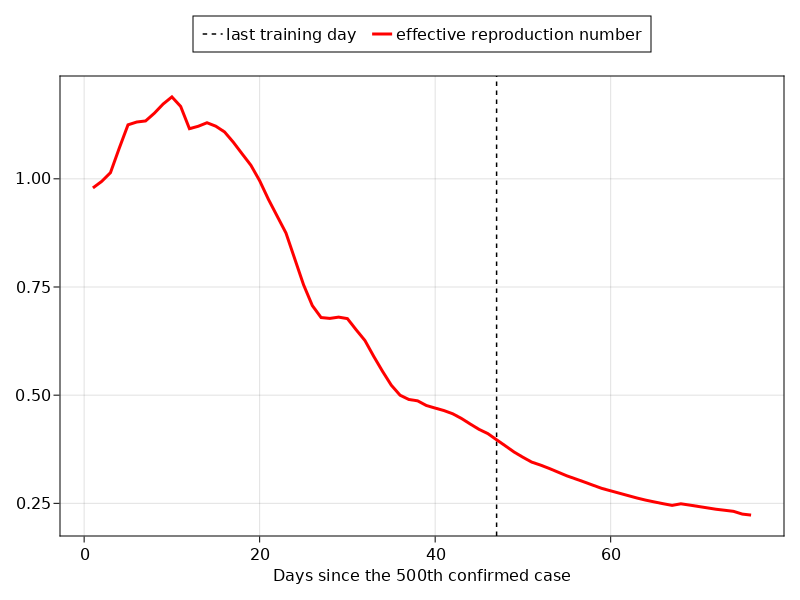 last training day effective reproduction number
1.00
0.75
0.50
0.25
0 20 40 60
Days since the 500th confirmed case